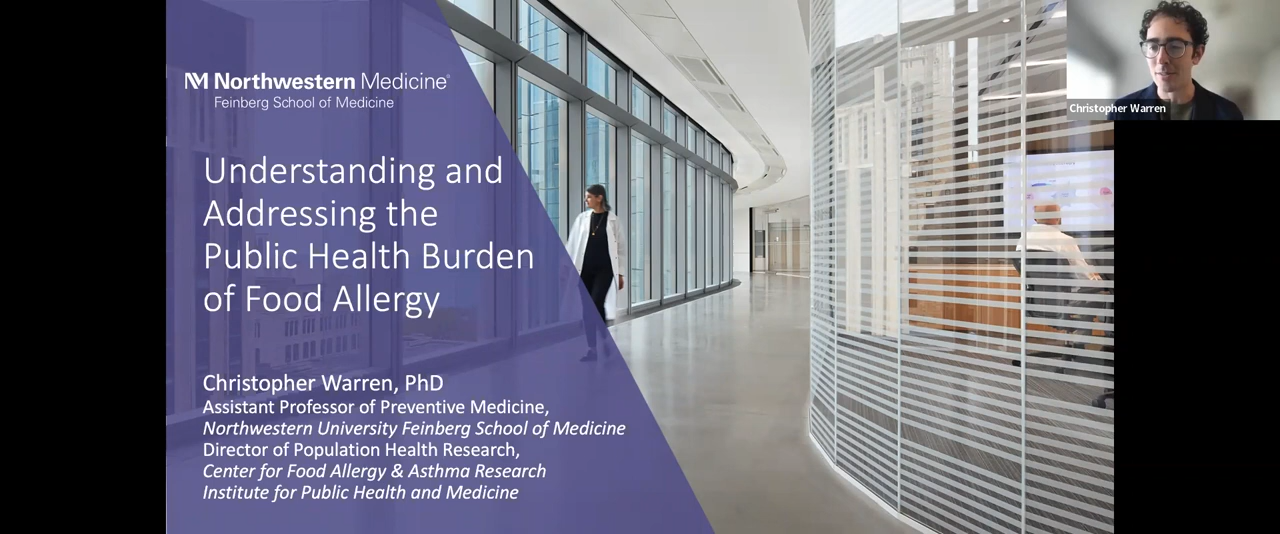 Northwestern Medicine®
Feinberg School of Medicine
Understanding and
Addressing the
Public Health Burden
of Food Allergy
Christopher Warren, PhD
Assistant Professor of Preventive Medicine,
Northwestern University Feinberg School of Medicine
Director of Population Health Research,
Center for Food Allergy & Asthma Research
Institute for Public Health and Medicine
Christopher Warren